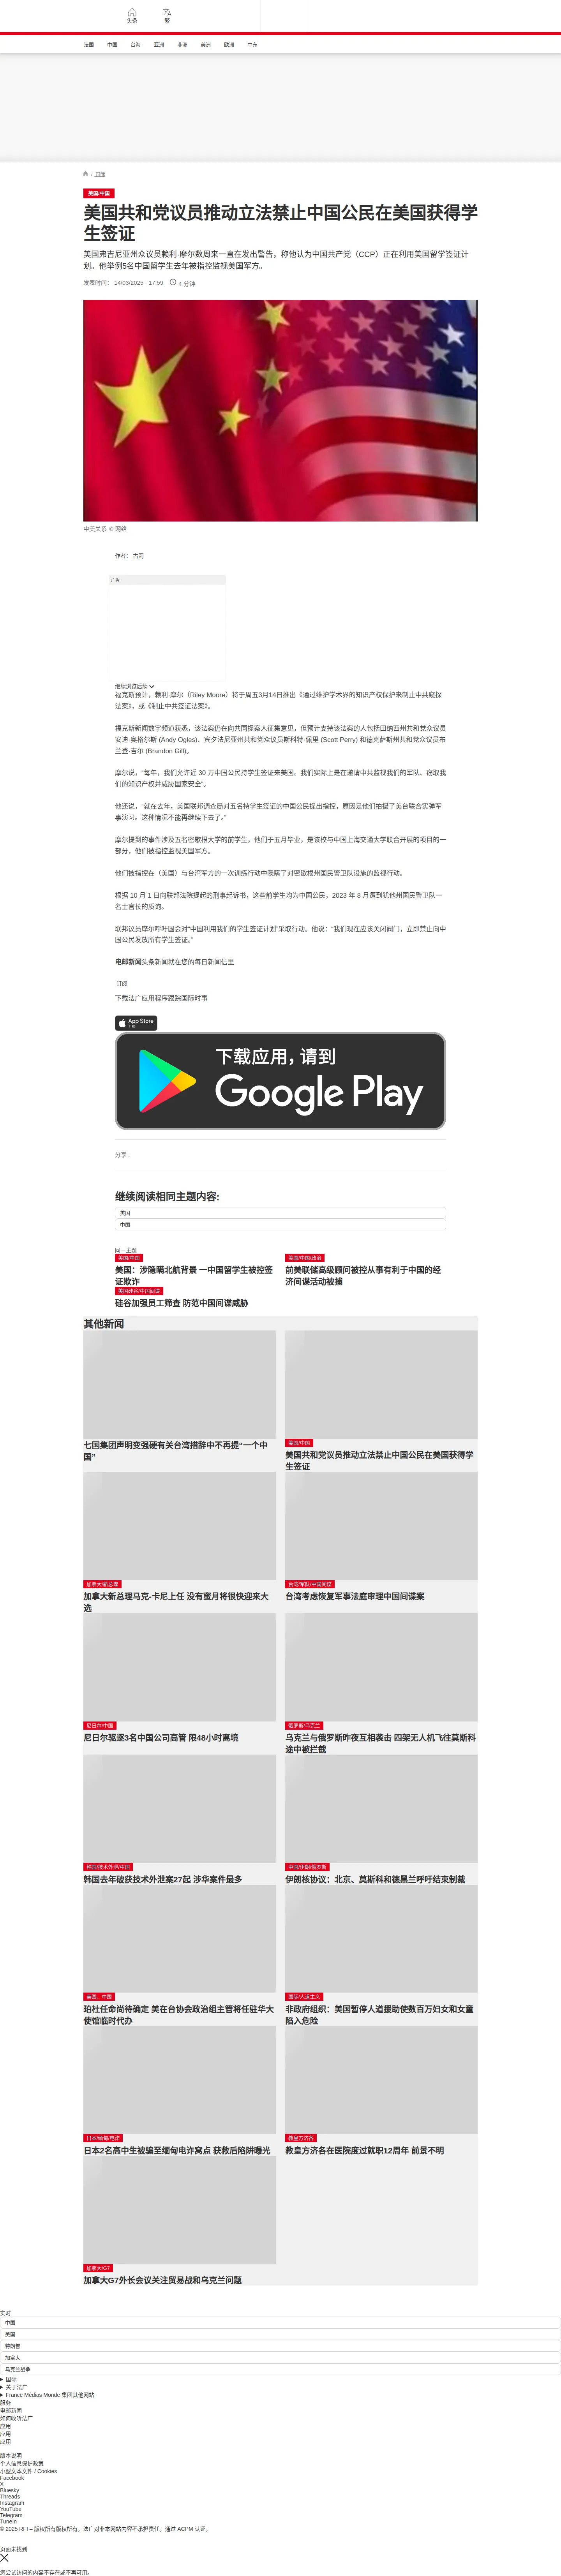 头条
繁
法国
中国
台海
亚洲
非洲
美洲
欧洲
中东
/ 国际
美国/中国
美国共和党议员推动立法禁止中国公民在美国获得学
生签证
美国弗吉尼亚州众议员赖利·摩尔数周来一直在发出警告，称他认为中国共产党（CCP）正在利用美国留学签证计
划。他举例5名中国留学生去年被指控监视美国军方。
发表时间： 14/03/2025 - 17:59
4 分钟
中美关系 © 网络
作者： 古莉
广告
继续浏览后续
福克斯预计，赖利·摩尔（Riley Moore）将于周五3月14日推出《通过维护学术界的知识产权保护来制止中共窥探
法案》，或《制止中共签证法案》。
福克斯新闻数字频道获悉，该法案仍在向共同提案人征集意见，但预计支持该法案的人包括田纳西州共和党众议员
安迪·奥格尔斯 (Andy Ogles)、宾夕法尼亚州共和党众议员斯科特·佩里 (Scott Perry) 和德克萨斯州共和党众议员布
兰登·吉尔 (Brandon Gill)。
摩尔说，“每年，我们允许近 30 万中国公民持学生签证来美国。我们实际上是在邀请中共监视我们的军队、窃取我
们的知识产权并威胁国家安全”。
他还说，“就在去年，美国联邦调查局对五名持学生签证的中国公民提出指控，原因是他们拍摄了美台联合实弹军
事演习。这种情况不能再继续下去了。”
摩尔提到的事件涉及五名密歇根大学的前学生，他们于五月毕业，是该校与中国上海交通大学联合开展的项目的一
部分，他们被指控监视美国军方。
他们被指控在（美国）与台湾军方的一次训练行动中隐瞒了对密歇根州国民警卫队设施的监视行动。
根据 10 月 1 日向联邦法院提起的刑事起诉书，这些前学生均为中国公民，2023 年 8 月遭到犹他州国民警卫队一
名士官长的质询。
联邦议员摩尔呼吁国会对“中国利用我们的学生签证计划”采取行动。他说：“我们现在应该关闭阀门，立即禁止向中
国公民发放所有学生签证。”
电邮新闻头条新闻就在您的每日新闻信里
订阅
下载法广应用程序跟踪国际时事
App Store
下载
下载应用，请到
Google Play
分享 :
继续阅读相同主题内容:
美国
中国
同一主题
美国/中国
美国：涉隐瞒北航背景 一中国留学生被控签
证欺诈
美国/中国/政治
前美联储高级顾问被控从事有利于中国的经
济间谍活动被捕
美国硅谷/中国间谍
硅谷加强员工筛查 防范中国间谍威胁
其他新闻
七国集团声明变强硬有关台湾措辞中不再提“一个中
国”
美国/中国
美国共和党议员推动立法禁止中国公民在美国获得学
生签证
加拿大/新总理
加拿大新总理马克-卡尼上任 没有蜜月将很快迎来大
选
台湾/军队/中国间谍
台湾考虑恢复军事法庭审理中国间谍案
尼日尔/中国
尼日尔驱逐3名中国公司高管 限48小时离境
俄罗斯/乌克兰
乌克兰与俄罗斯昨夜互相袭击 四架无人机飞往莫斯科
途中被拦截
韩国/技术外泄/中国
韩国去年破获技术外泄案27起 涉华案件最多
中国/伊朗/俄罗斯
伊朗核协议：北京、莫斯科和德黑兰呼吁结束制裁
美国、中国
珀杜任命尚待确定 美在台协会政治组主管将任驻华大
使馆临时代办
国际/人道主义
非政府组织：美国暂停人道援助使数百万妇女和女童
陷入危险
日本/缅甸/电诈
日本2名高中生被骗至缅甸电诈窝点 获救后陷阱曝光
教皇方济各
教皇方济各在医院度过就职12周年 前景不明
加拿大/G7
加拿大G7外长会议关注贸易战和乌克兰问题
实时
中国
美国
特朗普
加拿大
乌克兰战争
国际
关于法广
France Médias Monde 集团其他网站
服务
电邮新闻
如何收听法广
应用
应用
应用
版本说明
个人信息保护政策
小型文本文件 / Cookies
Facebook
X
Bluesky
Threads
Instagram
YouTube
Telegram
TuneIn
© 2025 RFI – 版权所有版权所有。法广对非本网站内容不承担责任。通过 ACPM 认证。
页面未找到
您尝试访问的内容不存在或不再可用。